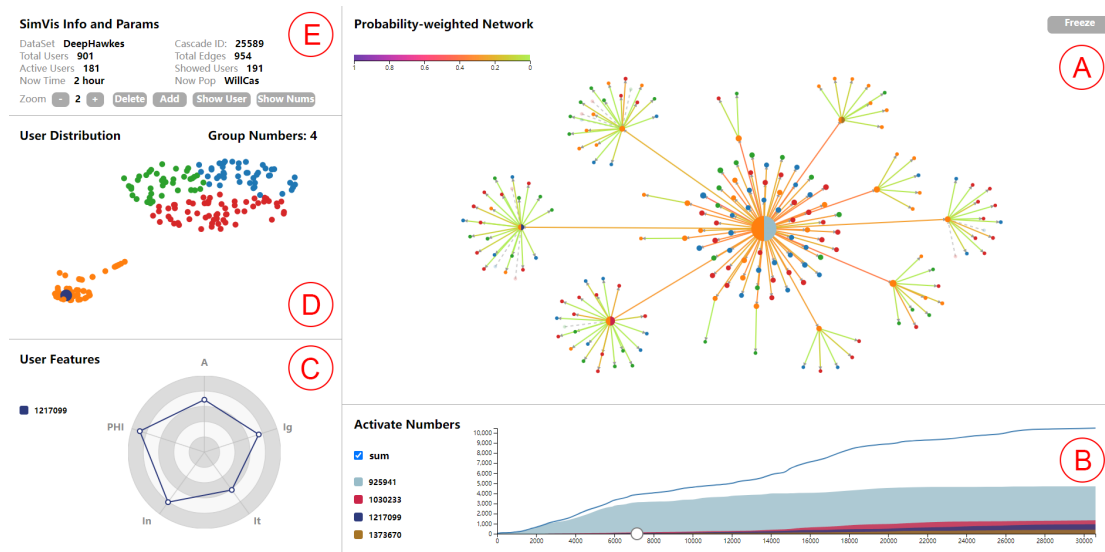 SimVis Info and Params
E
DataSet DeepHawkes Cascade ID: 25589
Total Users 901 Total Edges 954
Active Users 181 Showed Users 191
Now Time 2 hour Now Pop WillCas
Zoom - 2 + Delete Add Show User Show Nums
User Distribution Group Numbers: 4
D
User Features
C
1217099
A
Ig
It
In
PHI
Probability-weighted Network
Freeze
A
1 0.8 0.6 0.4 0.2 0
Activate Numbers
B
sum
925941
1030233
1217099
1373670
10,000
9,000
8,000
7,000
6,000
5,000
4,000
3,000
2,000
1,000
0
0 2000 4000 6000 8000 10000 12000 14000 16000 18000 20000 22000 24000 26000 28000 30000